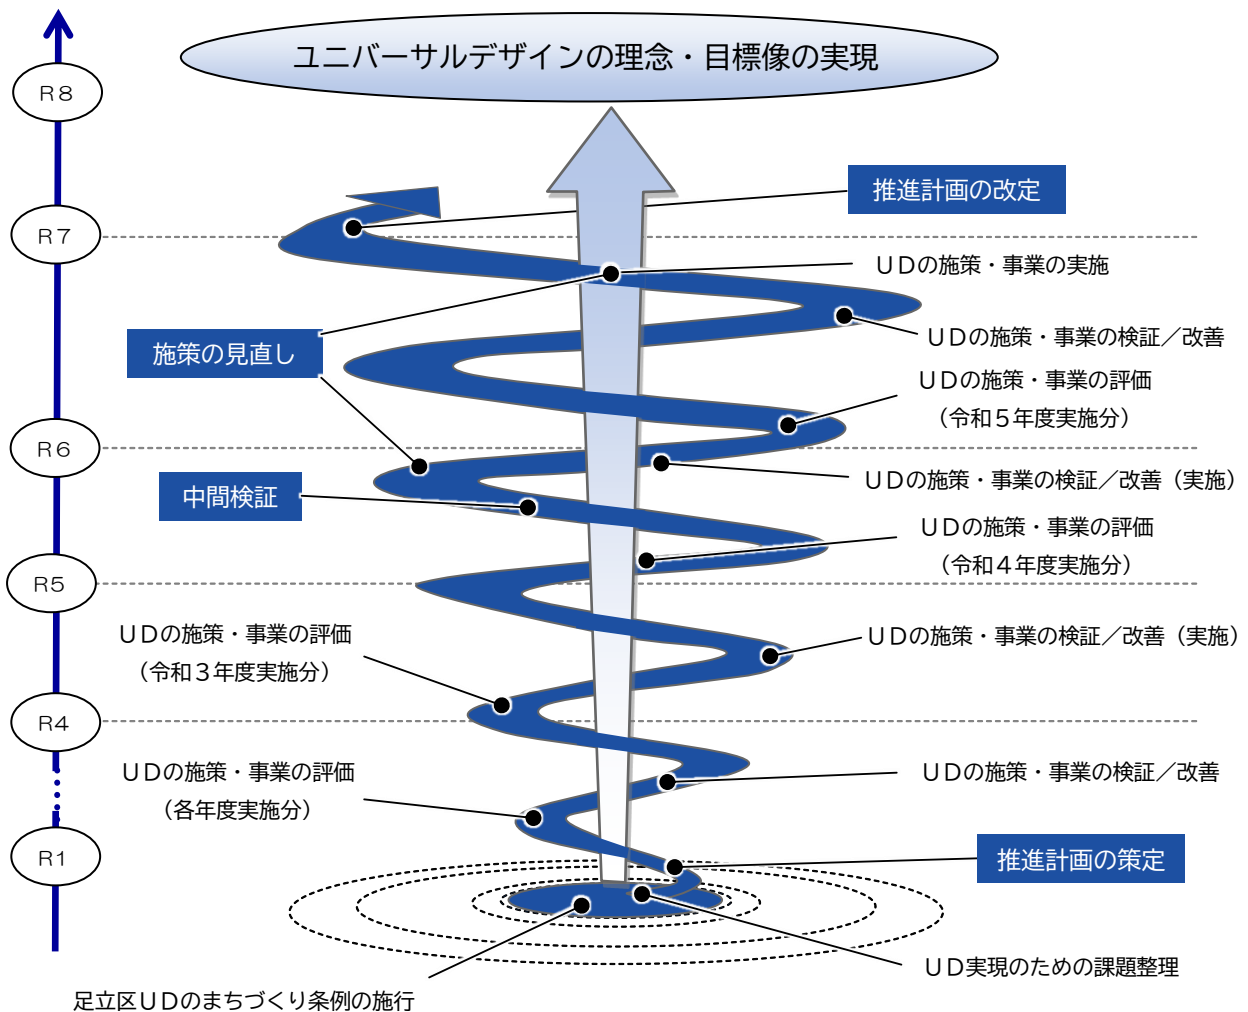 ユニバーサルデザインの理念・目標像の実現
R8
推進計画の改定
R7
UDの施策・事業の実施
UDの施策・事業の検証／改善
施策の見直し
UDの施策・事業の評価
（令和５年度実施分）
R6
UDの施策・事業の検証／改善（実施）
中間検証
UDの施策・事業の評価
（令和４年度実施分）
R5
UDの施策・事業の評価
（令和３年度実施分）
UDの施策・事業の検証／改善（実施）
R4
UDの施策・事業の評価
（各年度実施分）
UDの施策・事業の検証／改善
R1
推進計画の策定
UD実現のための課題整理
足立区UDのまちづくり条例の施行